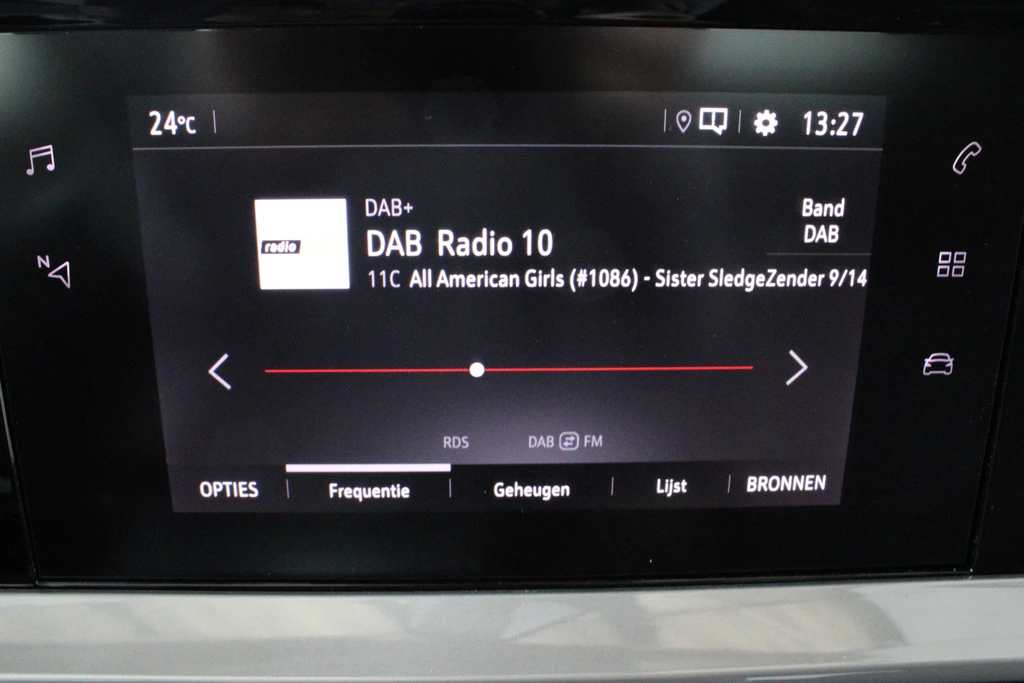 24°C
13:27
N
DAB+
Band
DAB
radio
DAB Radio 10
11C All American Girls (#1086) - Sister SledgeZender 9/14
RDS DAB FM
OPTIES Frequentie Geheugen Lijst BRONNEN